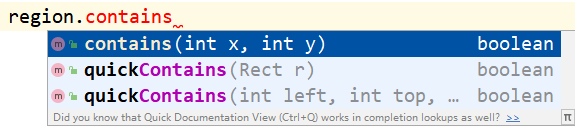 region.contains
m contains(int x, int y) boolean
m quickContains(Rect r) boolean
m quickContains(int left, int top, … boolean
Did you know that Quick Documentation View (Ctrl+Q) works in completion lookups as well? >> π